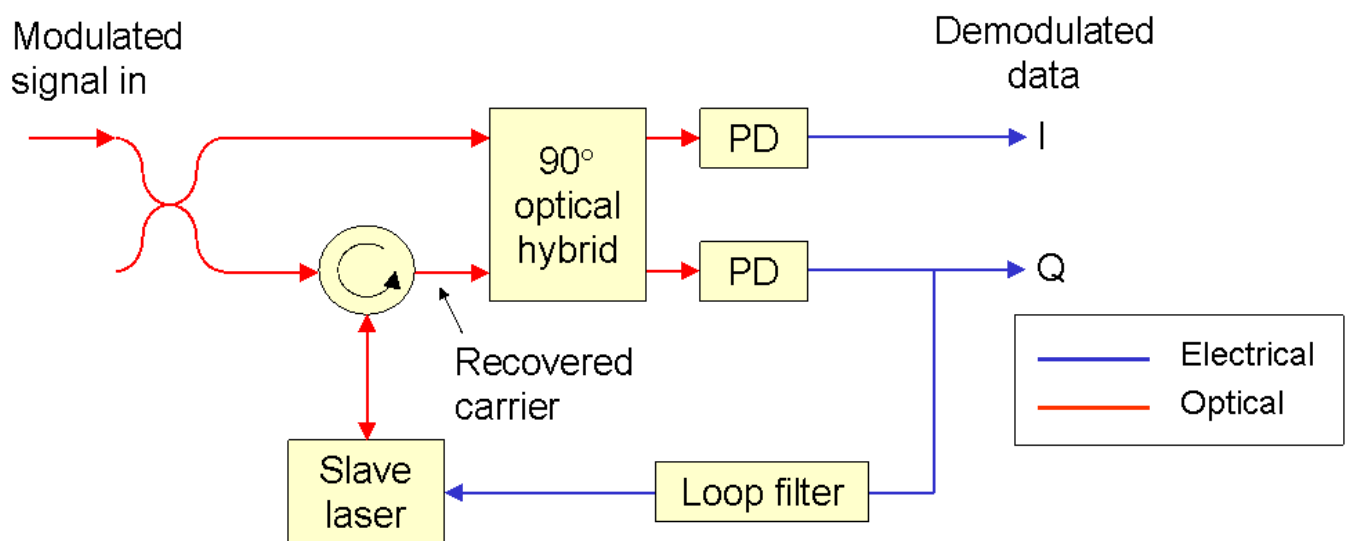 Modulated
signal in
Demodulated
data
90°
optical
hybrid
PD
I
PD
Q
Recovered
carrier
Electrical
Optical
Slave
laser
Loop filter